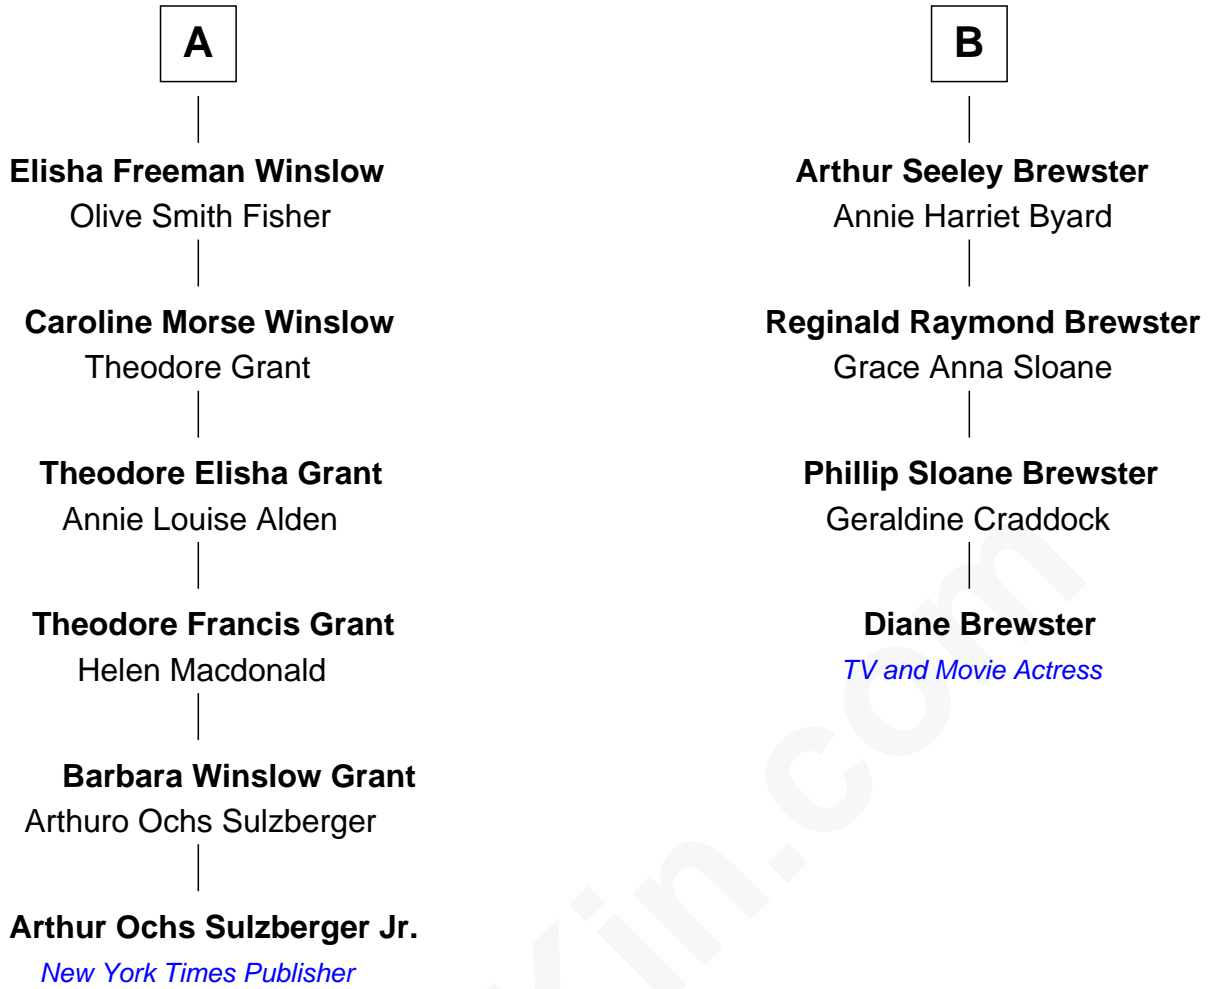 A
Elisha Freeman Winslow
Olive Smith Fisher
Caroline Morse Winslow
Theodore Grant
Theodore Elisha Grant
Annie Louise Alden
Theodore Francis Grant
Helen Macdonald
Barbara Winslow Grant
Arthuro Ochs Sulzberger
Arthur Ochs Sulzberger Jr.
New York Times Publisher
B
Arthur Seeley Brewster
Annie Harriet Byard
Reginald Raymond Brewster
Grace Anna Sloane
Phillip Sloane Brewster
Geraldine Craddock
Diane Brewster
TV and Movie Actress
Kin.com